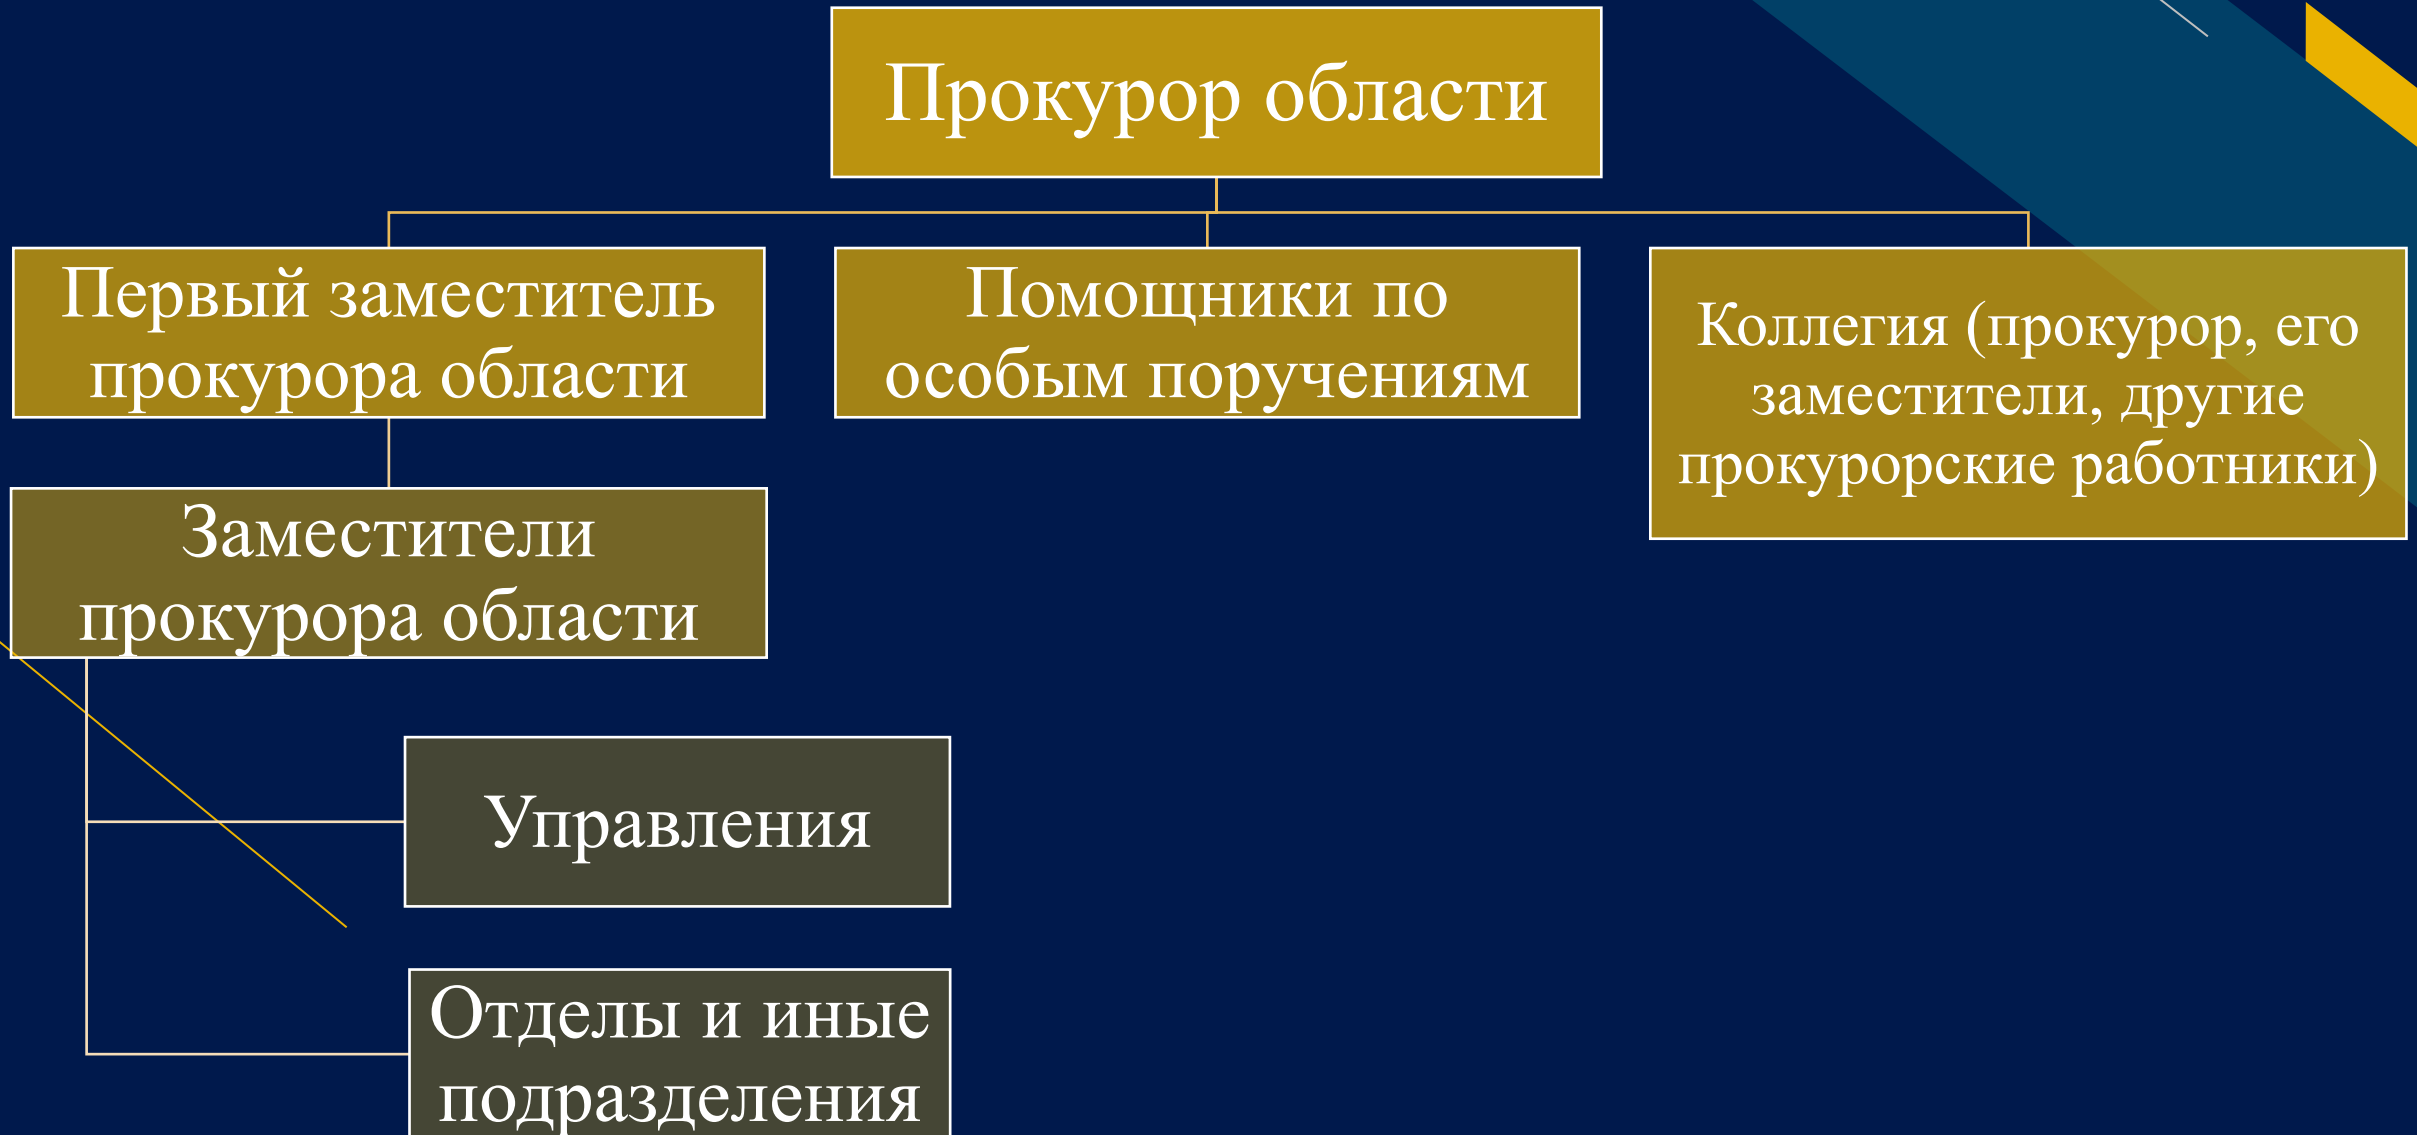 Прокурор области
Первый заместитель
прокурора области
Помощники по
особым поручениям
Коллегия (прокурор, его
заместители, другие
прокурорские работники)
Заместители
прокурора области
Управления
Отделы и иные
подразделения